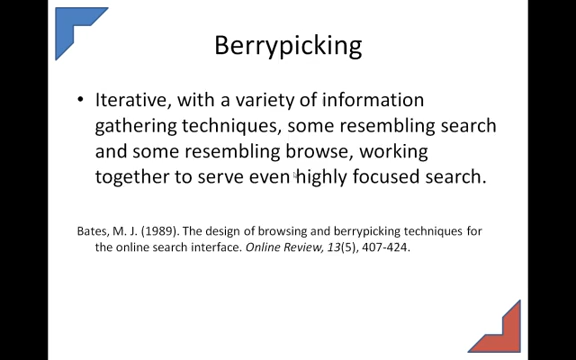 Berrypicking
• Iterative, with a variety of information
gathering techniques, some resembling search
and some resembling browse, working
together to serve even highly focused search.
Bates, M. J. (1989). The design of browsing and berrypicking techniques for
the online search interface. Online Review, 13(5), 407-424.